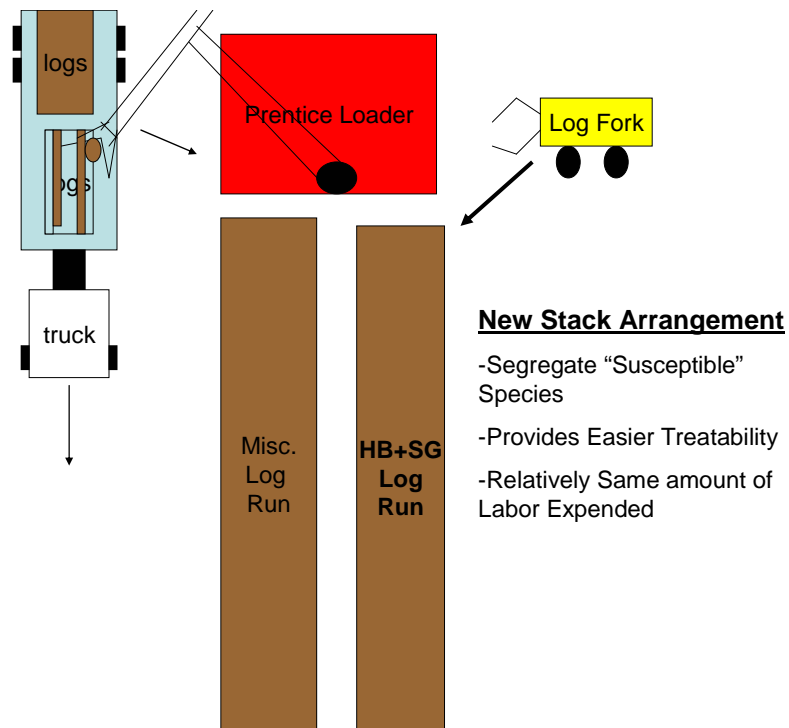 logs
Prentice Loader
Log Fork
ogs
truck
New Stack Arrangement
-Segregate “Susceptible”
Species
-Provides Easier Treatability
-Relatively Same amount of
Labor Expended
Misc.
Log
Run
HB+SG
Log
Run